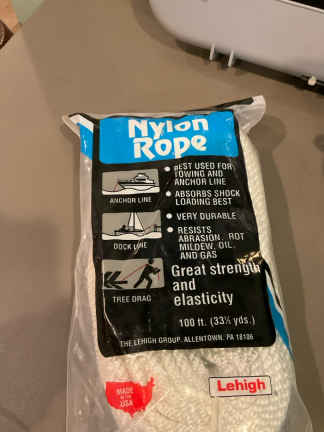 Nylon
Rope
BEST USED FOR
TOWING AND
ANCHOR LINE
ANCHOR LINE
ABSORBS SHOCK
LOADING BEST
VERY DURABLE
DOCK LINE
RESISTS
ABRASION, ROT
MILDEW, OIL,
AND GAS
Great strength
and
elasticity
TREE DRAG
100 ft. (33⅓ yds.)
THE LEHIGH GROUP, ALLENTOWN, PA 18106
MADE
IN THE
USA
Lehigh